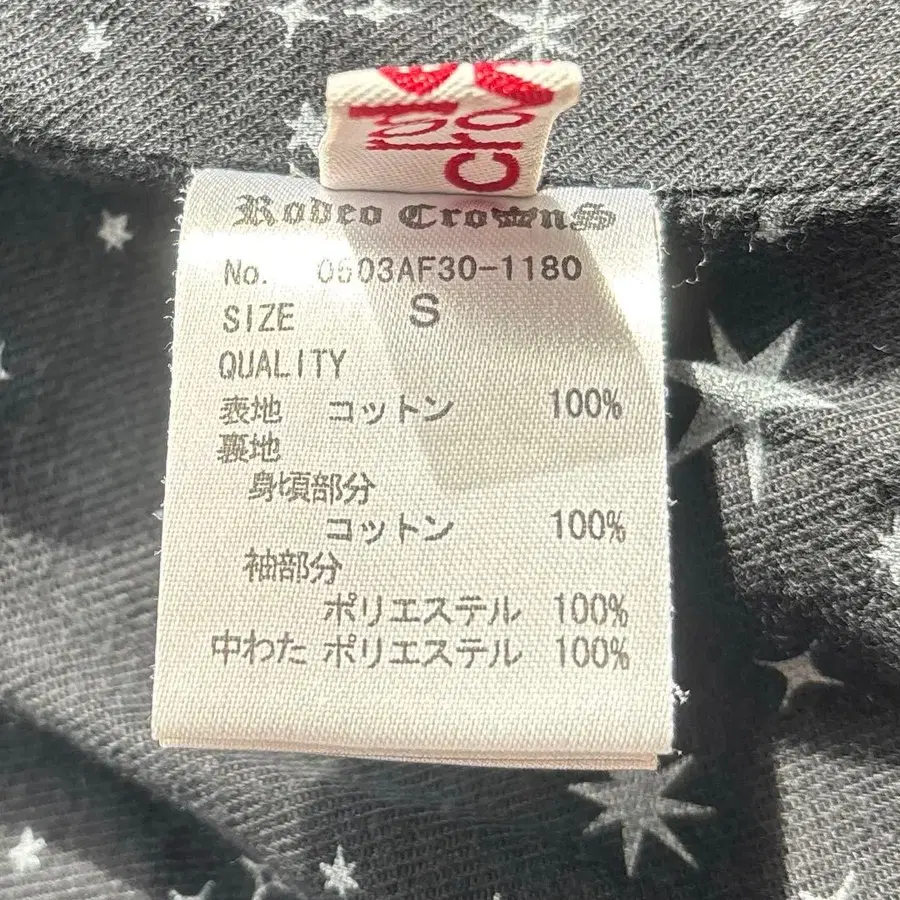 Rodeo CrownS
No. 0603AF30-1180
SIZE S
QUALITY
表地 コットン 100%
裏地
身頃部分
コットン 100%
袖部分
ポリエステル 100%
中わた ポリエステル 100%